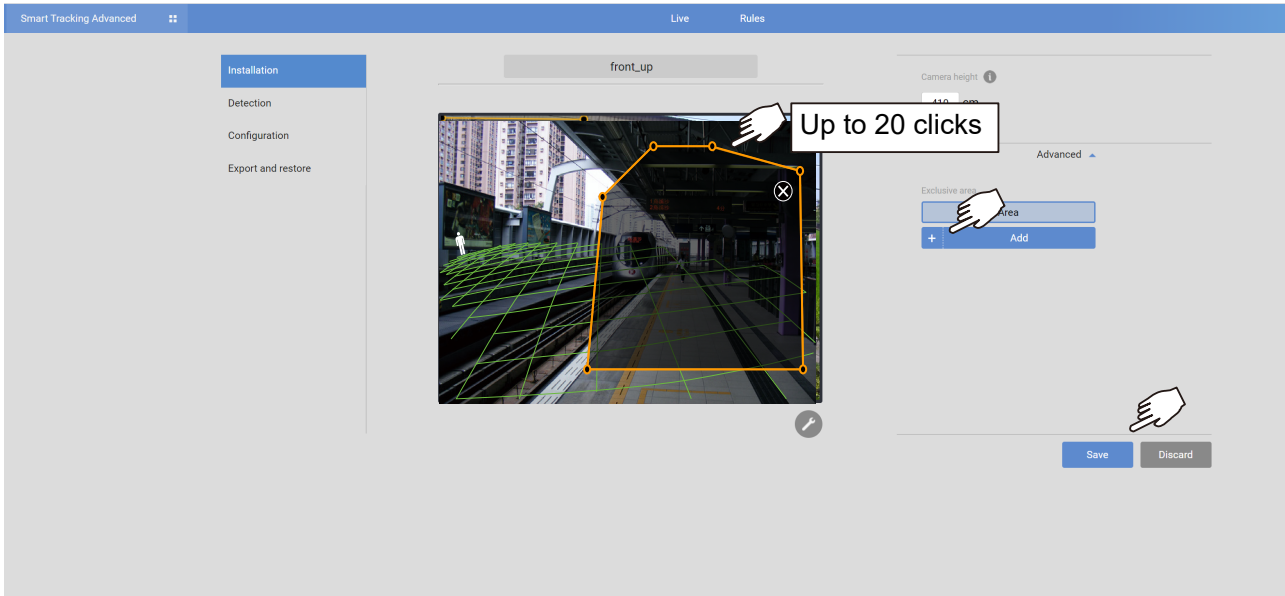 Smart Tracking Advanced
Live
Rules
Installation
Detection
Configuration
Export and restore
front_up
Up to 20 clicks
Camera height
i
cm
Advanced
Exclusive area
Area
+ Add
Save
Discard